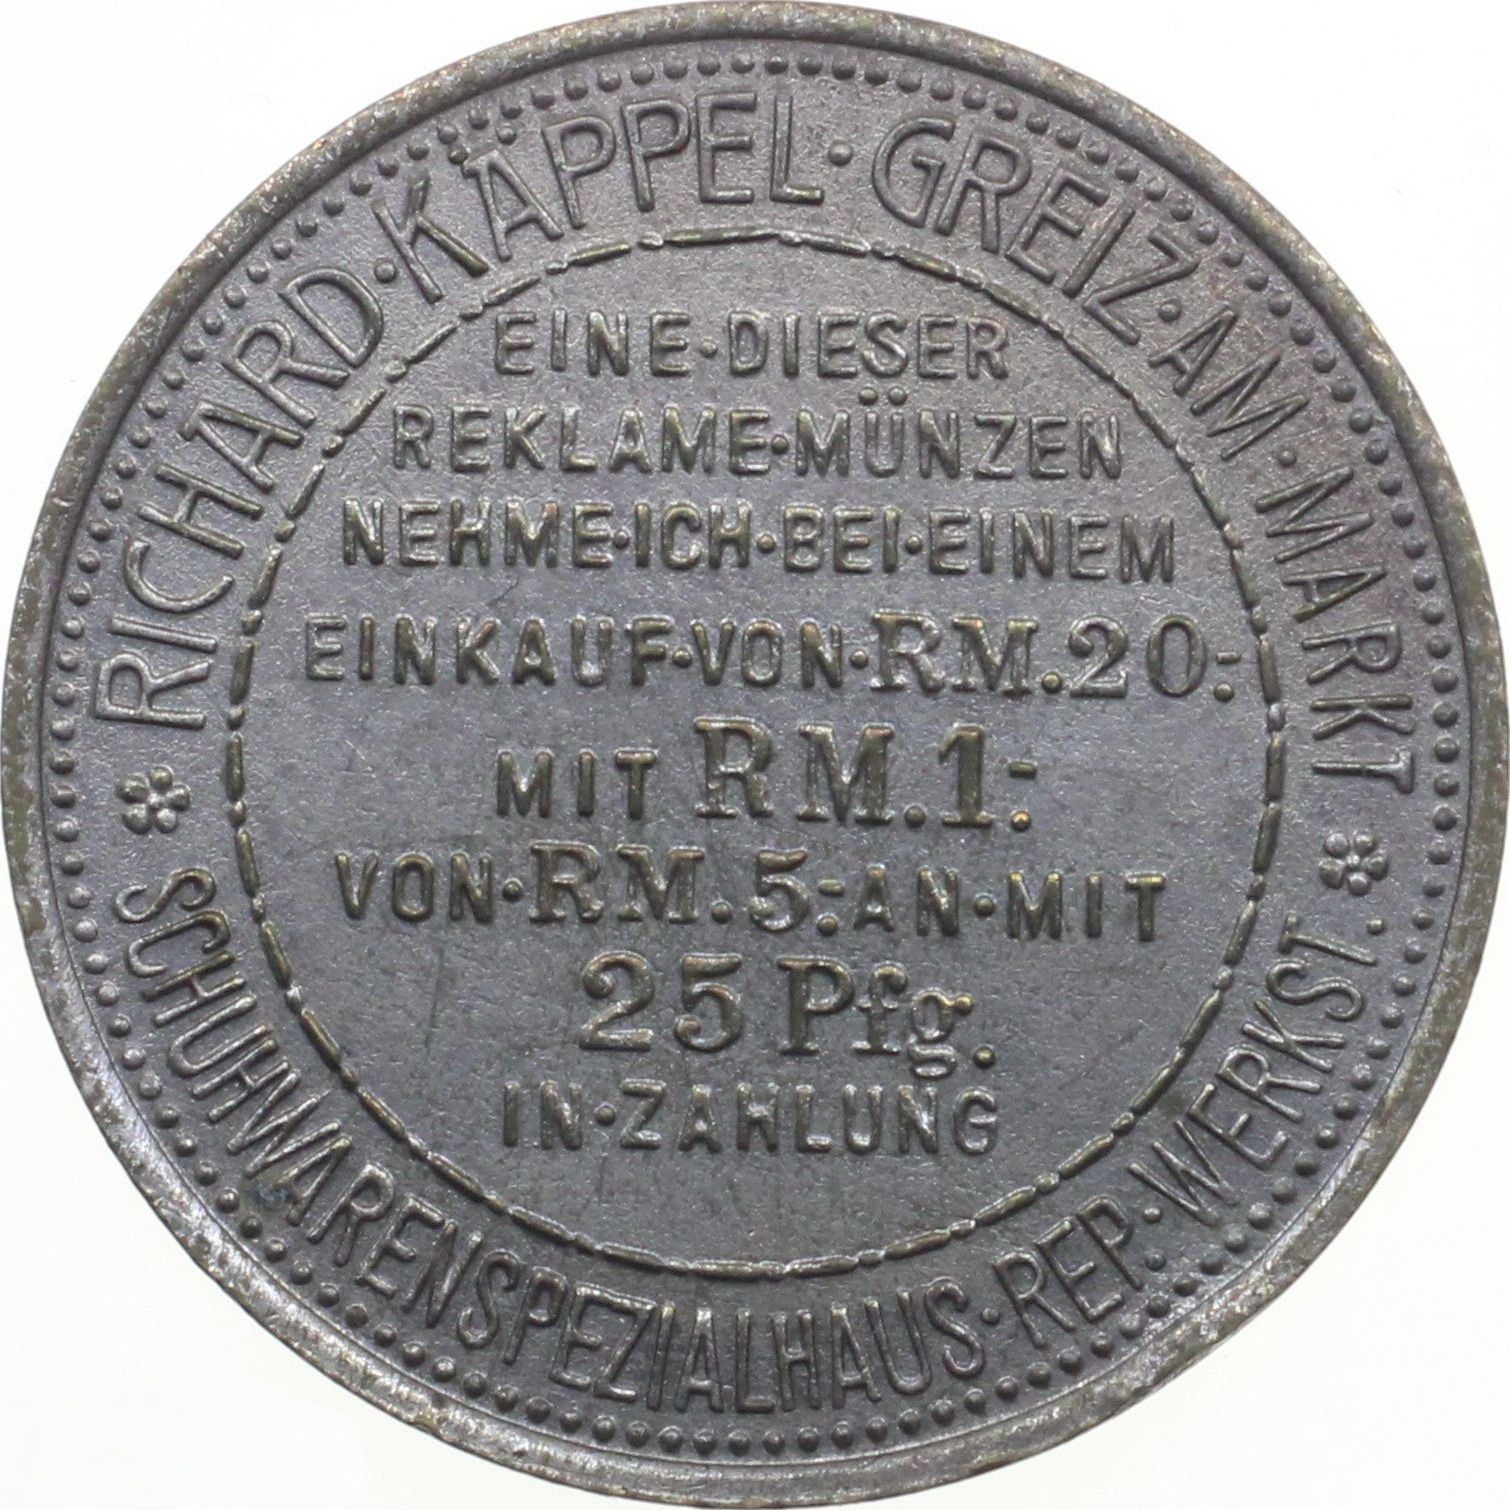 RICHARD·KÄPPEL·GREIZ·AM·MARKT
EINE·DIESER
REKLAME·MÜNZEN
NEHME·ICH·BEI·EINEM
EINKAUF·VON·RM.20:-
MIT RM.1:-
VON·RM.5:-AN·MIT
25 Pfg.
IN·ZAHLUNG
SCHUHWARENSPEZIALHAUS·REP·WERKST.